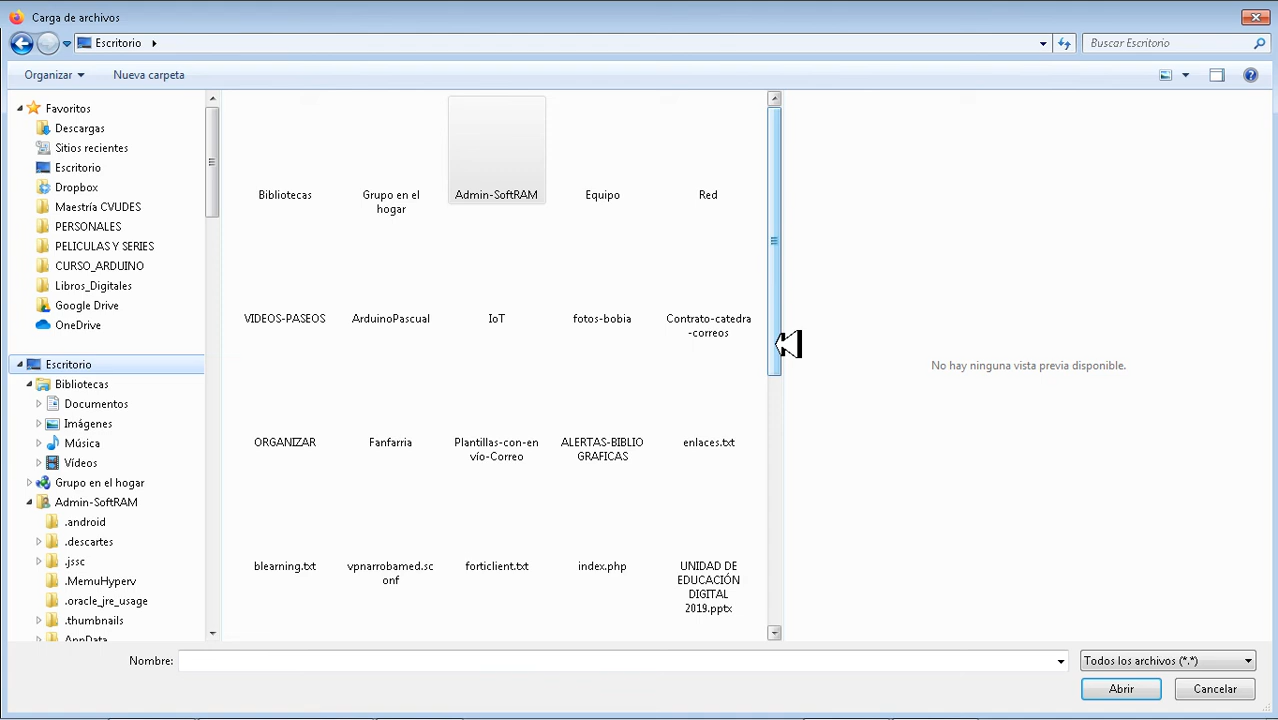 Carga de archivos
Escritorio
Buscar Escritorio
Organizar
Nueva carpeta
Favoritos
Descargas
Sitios recientes
Escritorio
Dropbox
Maestría CVUDES
PERSONALES
PELICULAS Y SERIES
CURSO_ARDUINO
Libros_Digitales
Google Drive
OneDrive
Escritorio
Bibliotecas
Documentos
Imágenes
Música
Vídeos
Grupo en el hogar
Admin-SoftRAM
.android
.descartes
.jssc
.MemuHyperv
.oracle_jre_usage
.thumbnails
AppData
Bibliotecas
Grupo en el
hogar
Admin-SoftRAM
Equipo
Red
VIDEOS-PASEOS
ArduinoPascual
IoT
fotos-bobia
Contrato-catedra
-correos
ORGANIZAR
Fanfarria
Plantillas-con-en
vío-Correo
ALERTAS-BIBLIO
GRAFICAS
enlaces.txt
blearning.txt
vpnarrobamed.sc
onf
forticlient.txt
index.php
UNIDAD DE
EDUCACIÓN
DIGITAL
2019.pptx
No hay ninguna vista previa disponible.
Nombre:
Todos los archivos (*.*)
Abrir
Cancelar